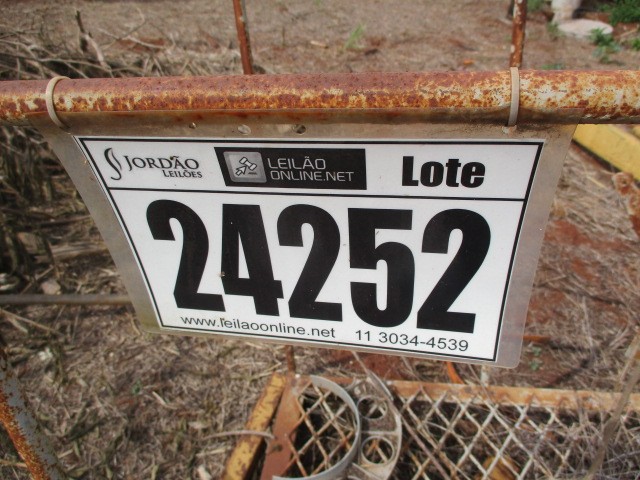 JORDÃO
LEILÕES
LEILÃO
ONLINE.NET
Lote
24252
www.leilaoonline.net 11 3034-4539